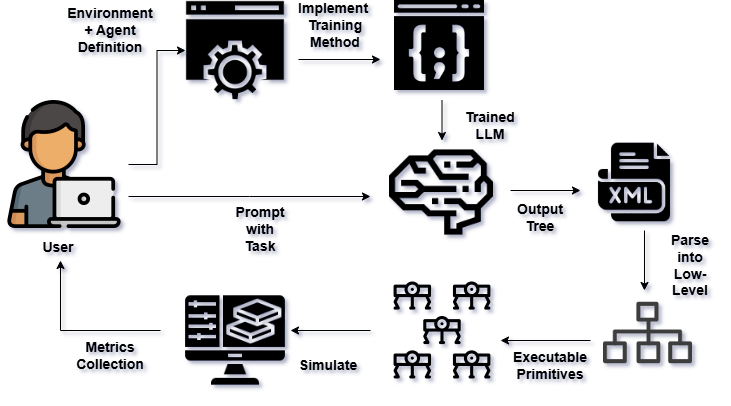 Environment
+ Agent
Definition
Implement
Training
Method
{;}
Trained
LLM
User
Prompt
with
Task
Output
Tree
XML
Parse
into
Low-
Level
Executable
Primitives
Simulate
Metrics
Collection